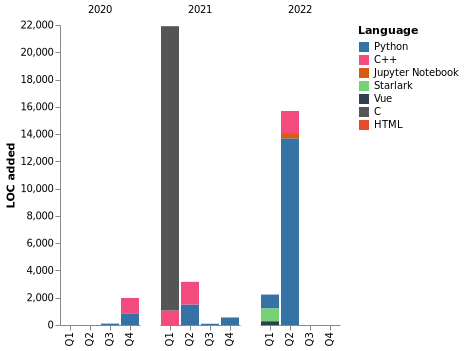 2020 2021 2022
Language
Python
C++
Jupyter Notebook
Starlark
Vue
C
HTML
LOC added
22,000
20,000
18,000
16,000
14,000
12,000
10,000
8,000
6,000
4,000
2,000
0
Q1 Q2 Q3 Q4 Q1 Q2 Q3 Q4 Q1 Q2 Q3 Q4